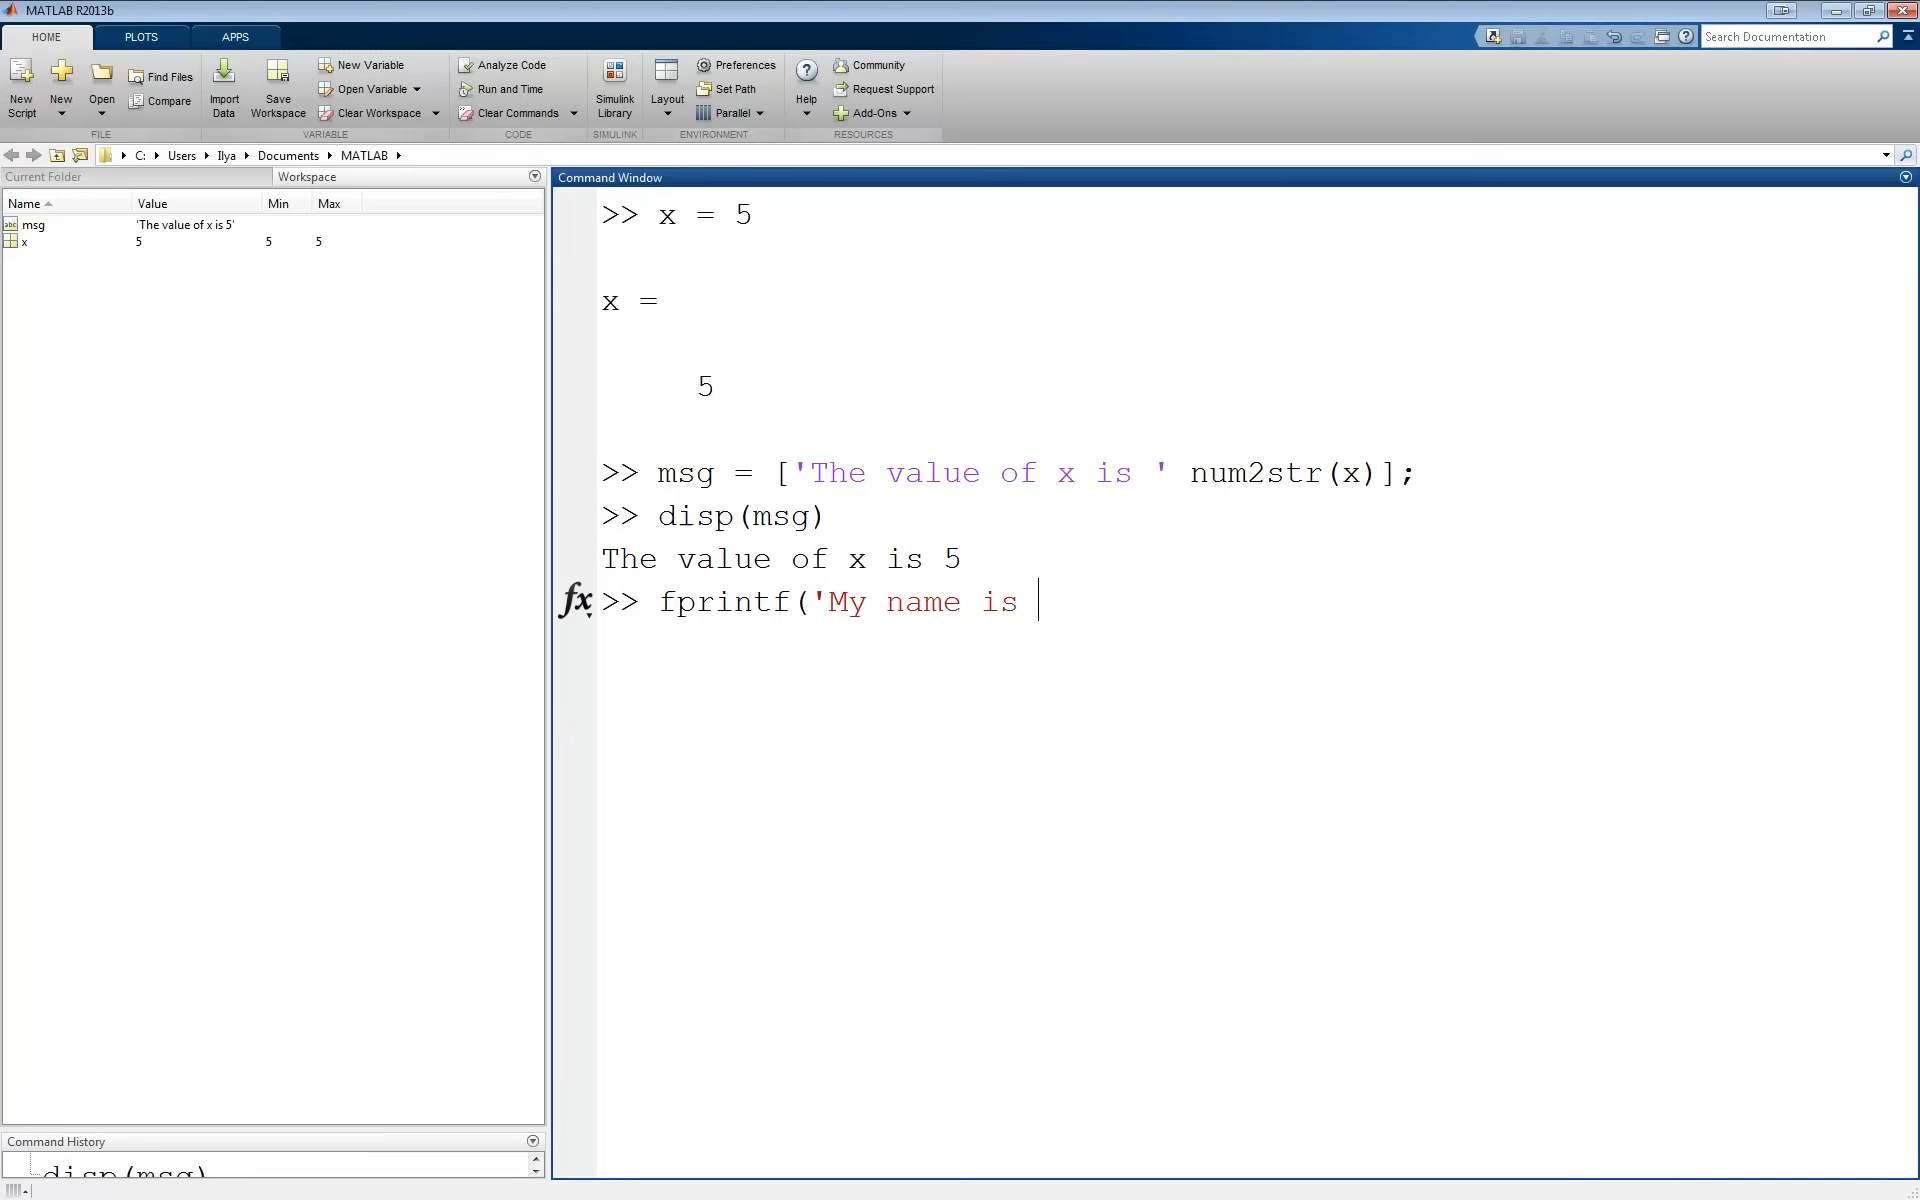 MATLAB R2013b
HOME
PLOTS
APPS
Search Documentation
New Script
New
Open
Find Files
Compare
Import Data
Save Workspace
New Variable
Open Variable
Clear Workspace
Analyze Code
Run and Time
Clear Commands
Simulink Library
Layout
Preferences
Set Path
Parallel
Help
Community
Request Support
Add-Ons
FILE
VARIABLE
CODE
SIMULINK
ENVIRONMENT
RESOURCES
C: Users Ilya Documents MATLAB
Current Folder
Workspace
Name Value Min Max
msg 'The value of x is 5'
x 5 5 5
Command History
disp(msg)
Command Window
>> x = 5
x =
5
>> msg = ['The value of x is ' num2str(x)];
>> disp(msg)
The value of x is 5
fx >> fprintf('My name is